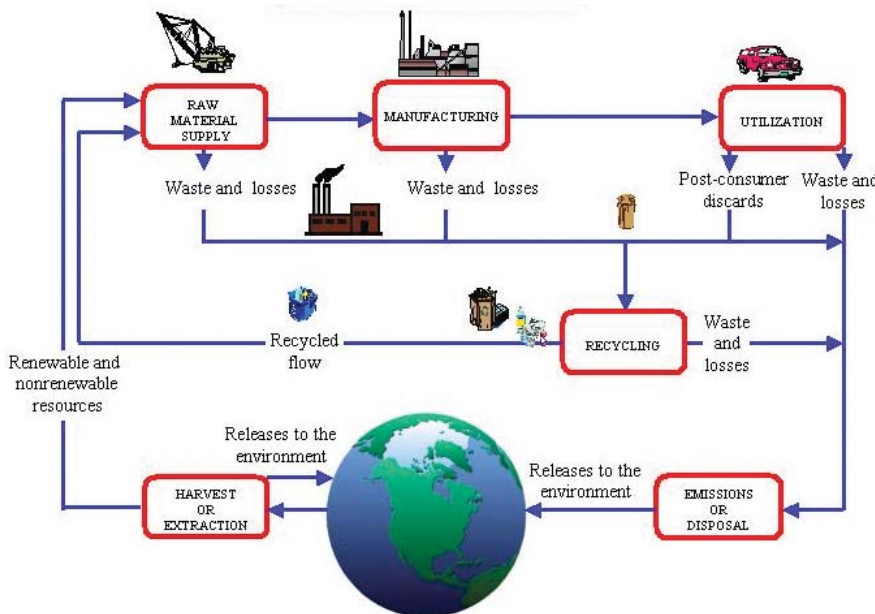 RAW
MATERIAL
SUPPLY
MANUFACTURING
UTILIZATION
Waste and losses
Waste and losses
Post-consumer
discards
Waste and
losses
Recycled
flow
RECYCLING
Waste
and
losses
Renewable and
nonrenewable
resources
Releases to the
environment
HARVEST
OR
EXTRACTION
Releases to the
environment
EMISSIONS
OR
DISPOSAL